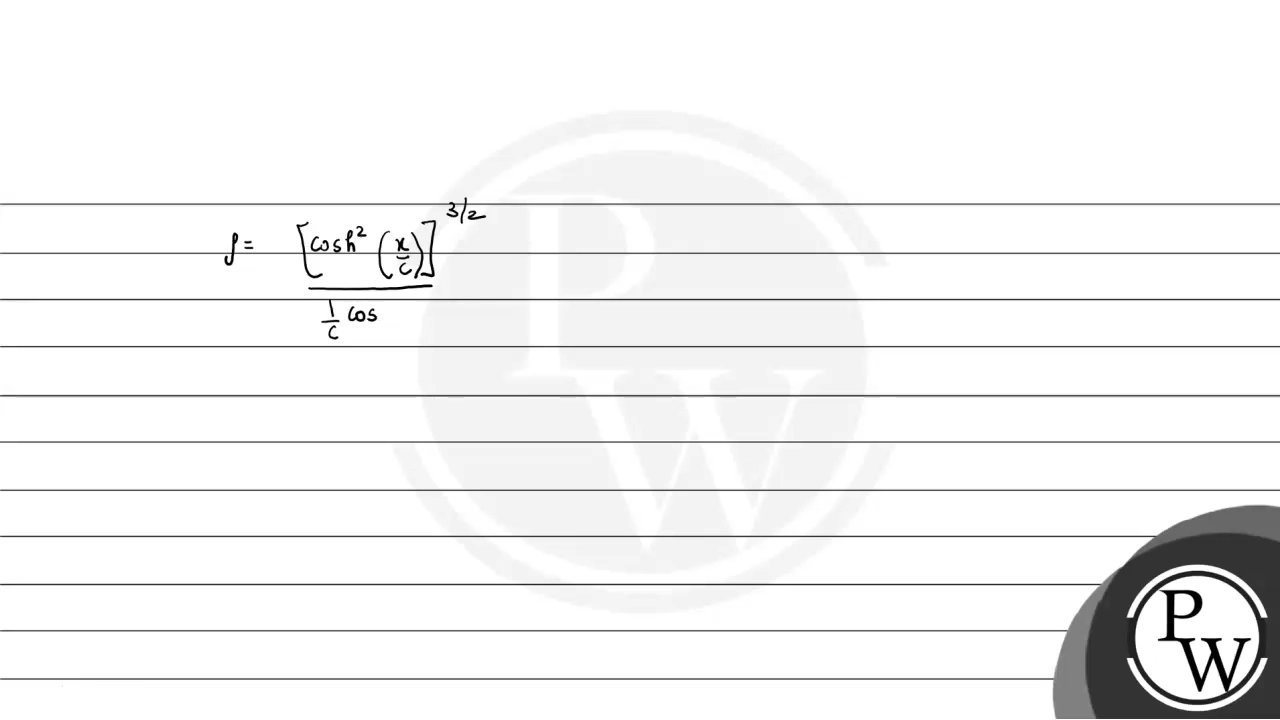 ρ = [cosh² (x/c)]^3/2
1/c cos
P
W
P
W